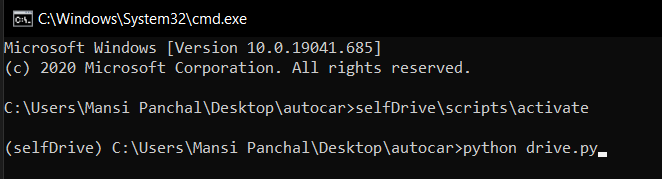 C:\Windows\System32\cmd.exe
Microsoft Windows [Version 10.0.19041.685]
(c) 2020 Microsoft Corporation. All rights reserved.
C:\Users\Mansi Panchal\Desktop\autocar>selfDrive\scripts\activate
(selfDrive) C:\Users\Mansi Panchal\Desktop\autocar>python drive.py